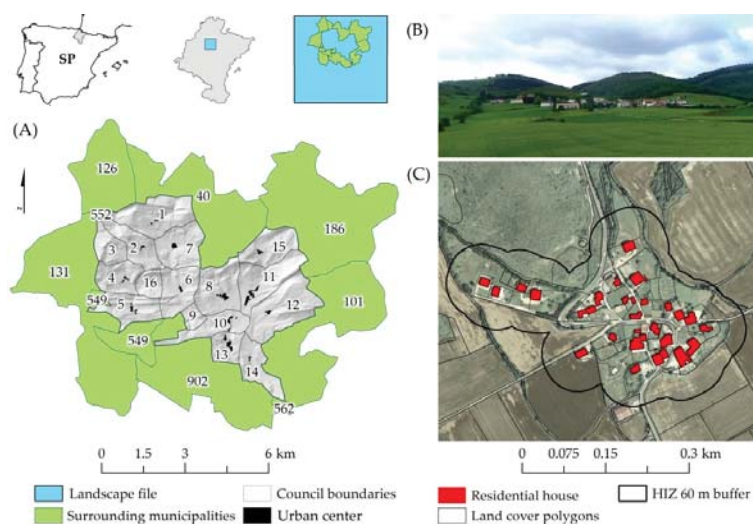 SP
(A)
126
40
186
552
1
3
2
7
15
131
4
16
6
8
11
549
5
12
101
9
10
549
13
14
902
562
0 1.5 3 6 km
Landscape file
Council boundaries
Surrounding municipalities
Urban center
(B)
(C)
0 0.075 0.15 0.3 km
Residential house
HIZ 60 m buffer
Land cover polygons